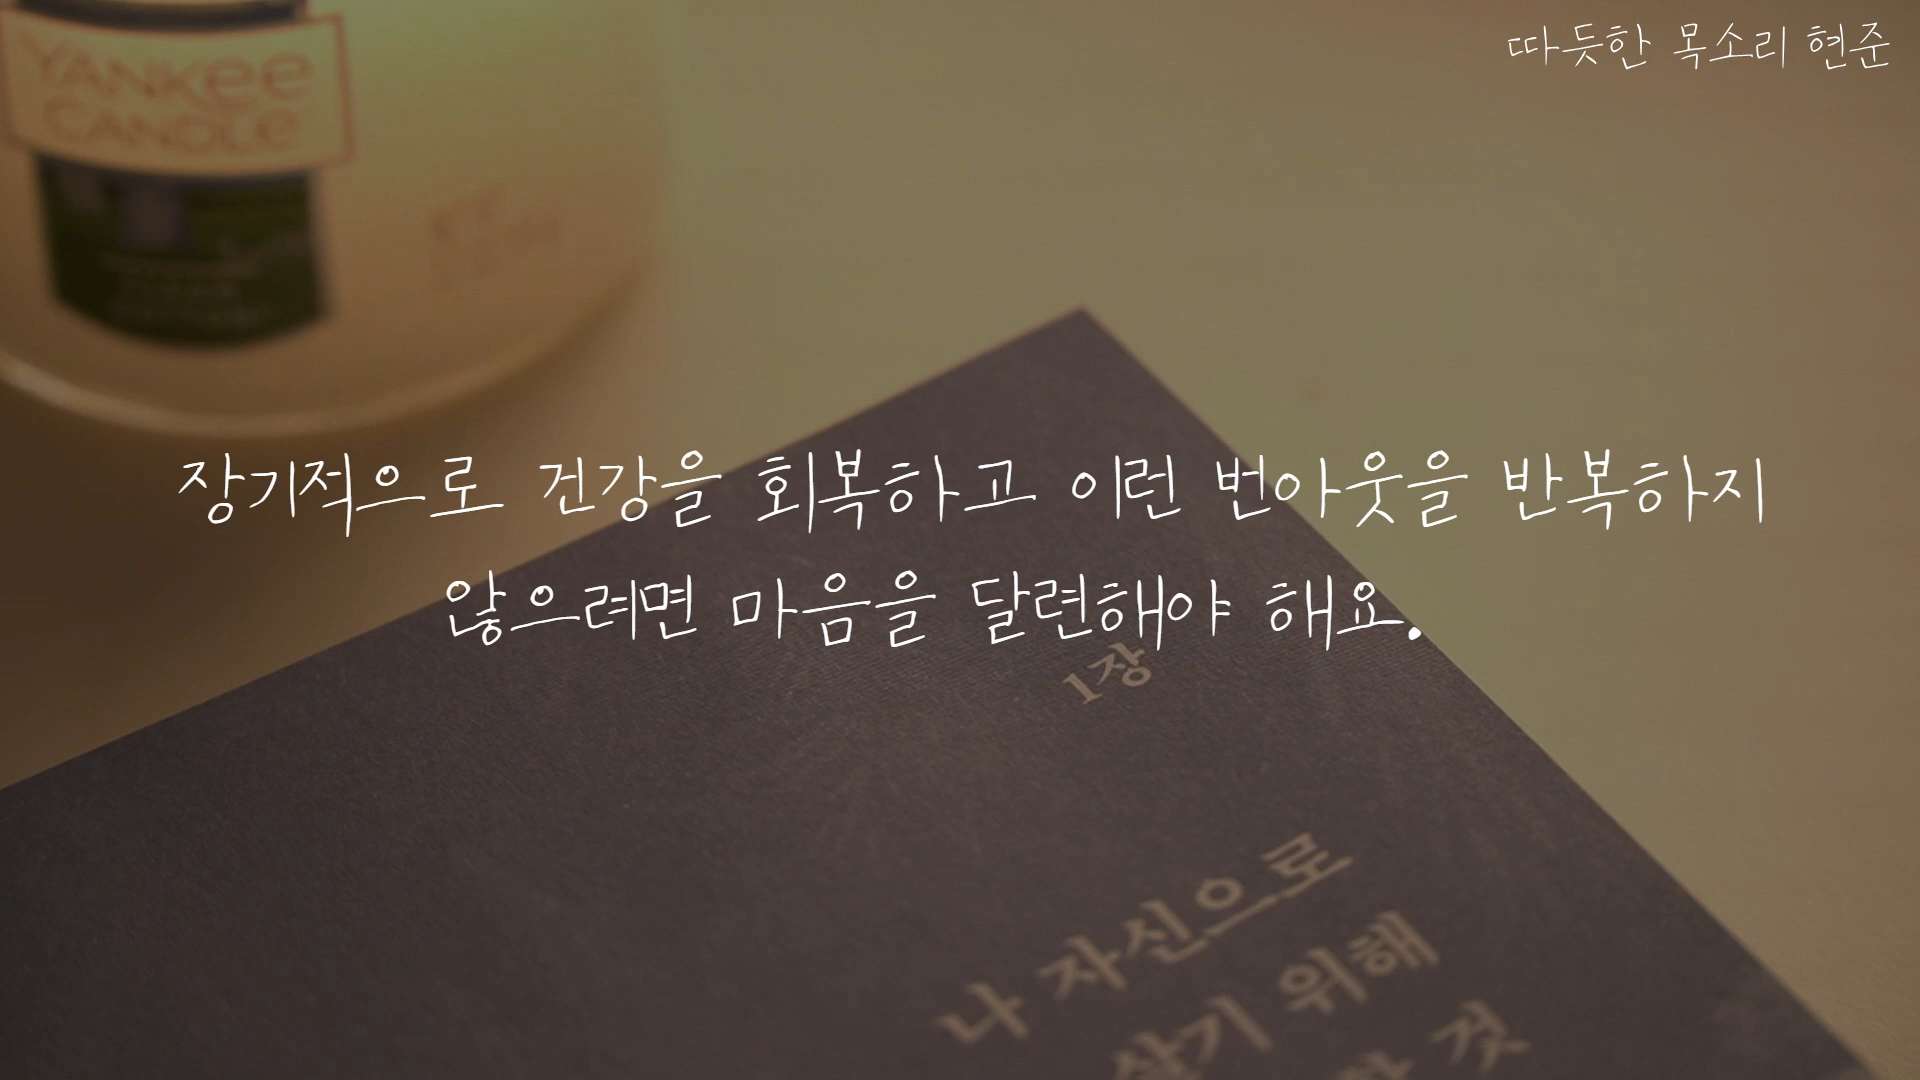 따듯한 목소리 현준
YANKEE
CANDLE
장기적으로 건강을 회복하고 이런 번아웃을 반복하지
않으려면 마음을 달련해야 해요.
1장
나 자신으로
살기 위해
것